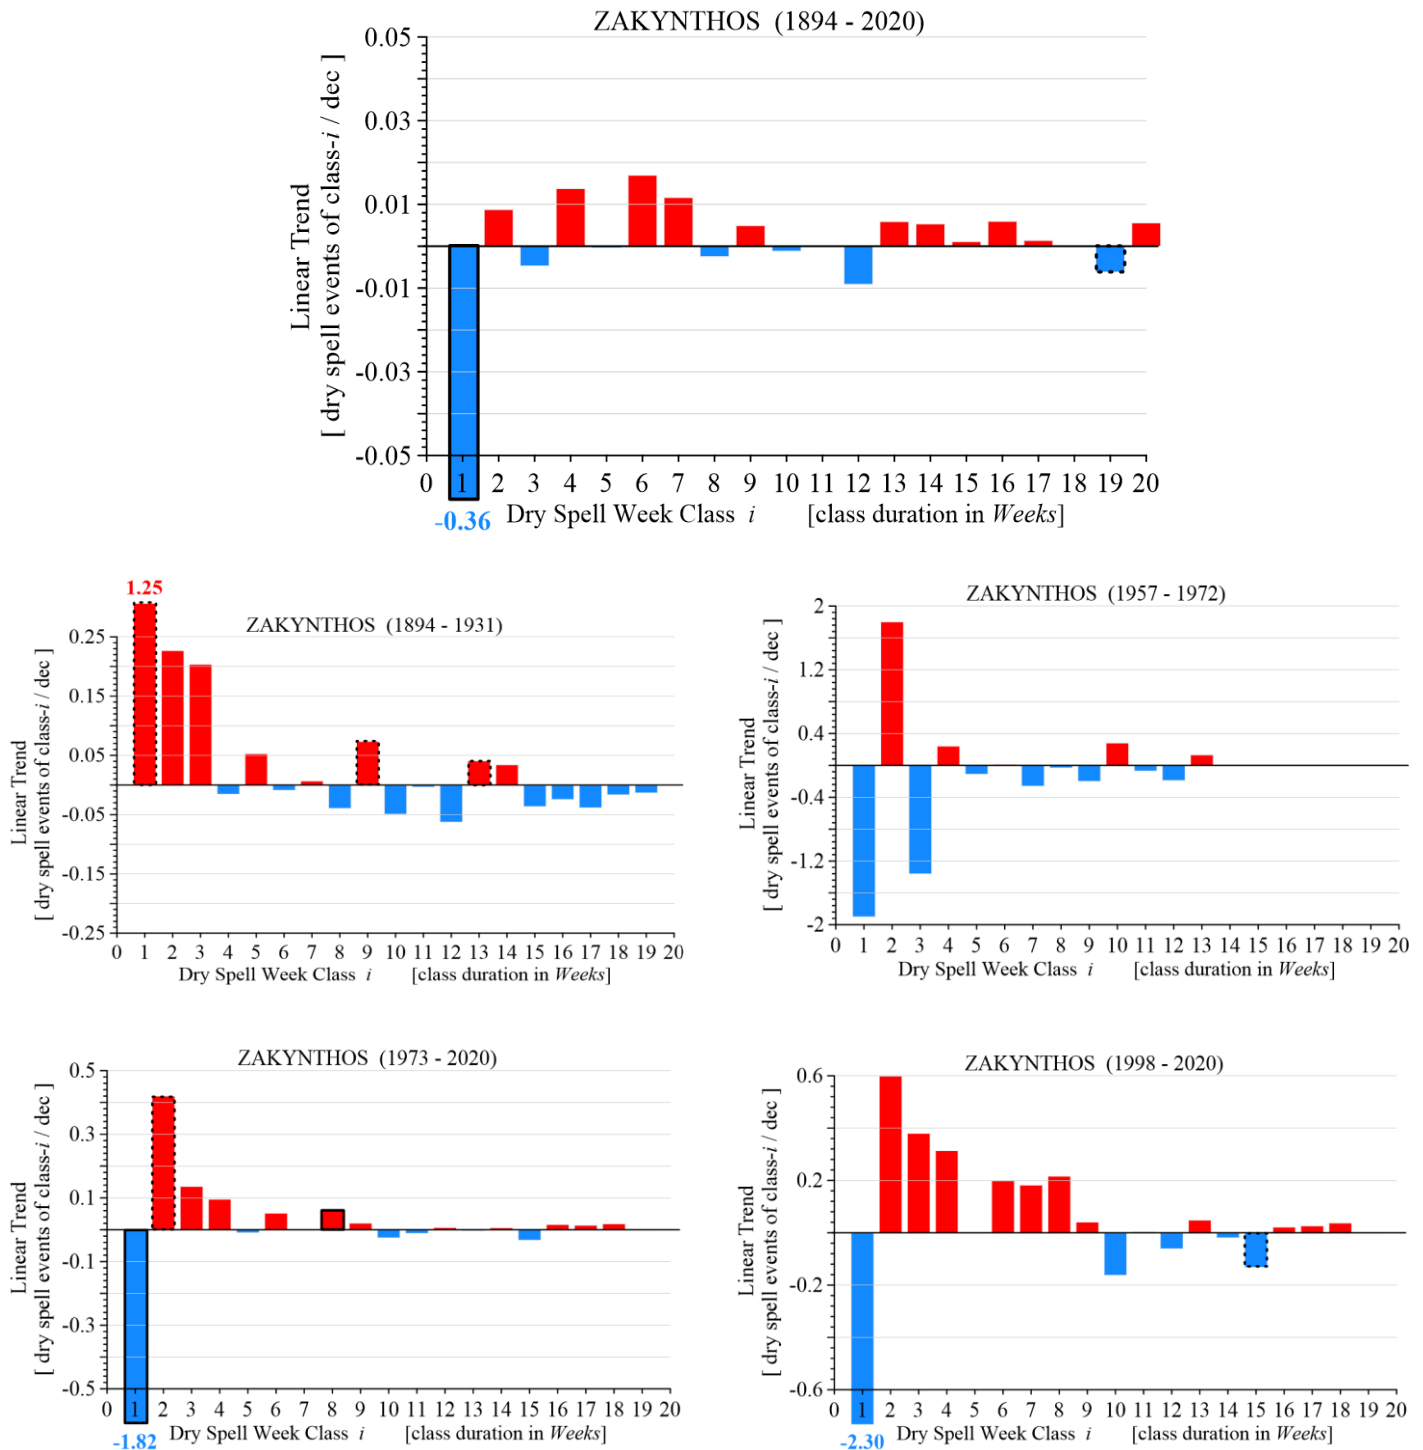 ZAKYNTHOS (1894 - 2020)
Linear Trend
[ dry spell events of class-i / dec ]
0.05
0.03
0.01
-0.01
-0.03
-0.05
0 1 2 3 4 5 6 7 8 9 10 11 12 13 14 15 16 17 18 19 20
-0.36
Dry Spell Week Class i [class duration in Weeks]
1.25
ZAKYNTHOS (1894 - 1931)
Linear Trend
[ dry spell events of class-i / dec ]
0.25
0.15
0.05
-0.05
-0.15
-0.25
0 1 2 3 4 5 6 7 8 9 10 11 12 13 14 15 16 17 18 19 20
Dry Spell Week Class i [class duration in Weeks]
ZAKYNTHOS (1957 - 1972)
Linear Trend
[ dry spell events of class-i / dec ]
2
1.2
0.4
-0.4
-1.2
-2
0 1 2 3 4 5 6 7 8 9 10 11 12 13 14 15 16 17 18 19 20
Dry Spell Week Class i [class duration in Weeks]
ZAKYNTHOS (1973 - 2020)
Linear Trend
[ dry spell events of class-i / dec ]
0.5
0.3
0.1
-0.1
-0.3
-0.5
0 1 2 3 4 5 6 7 8 9 10 11 12 13 14 15 16 17 18 19 20
-1.82
Dry Spell Week Class i [class duration in Weeks]
ZAKYNTHOS (1998 - 2020)
Linear Trend
[ dry spell events of class-i / dec ]
0.6
0.2
-0.2
-0.6
0 1 2 3 4 5 6 7 8 9 10 11 12 13 14 15 16 17 18 19 20
-2.30
Dry Spell Week Class i [class duration in Weeks]